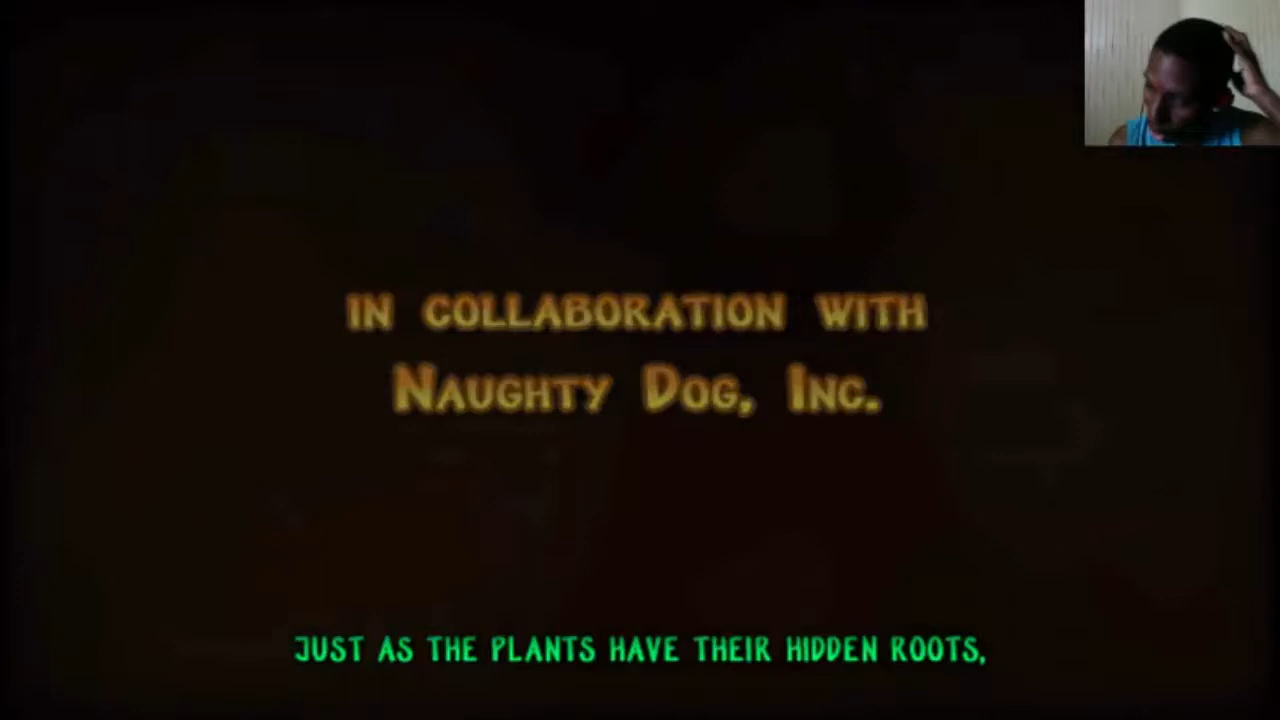 IN COLLABORATION WITH
NAUGHTY DOG, INC.
JUST AS THE PLANTS HAVE THEIR HIDDEN ROOTS,